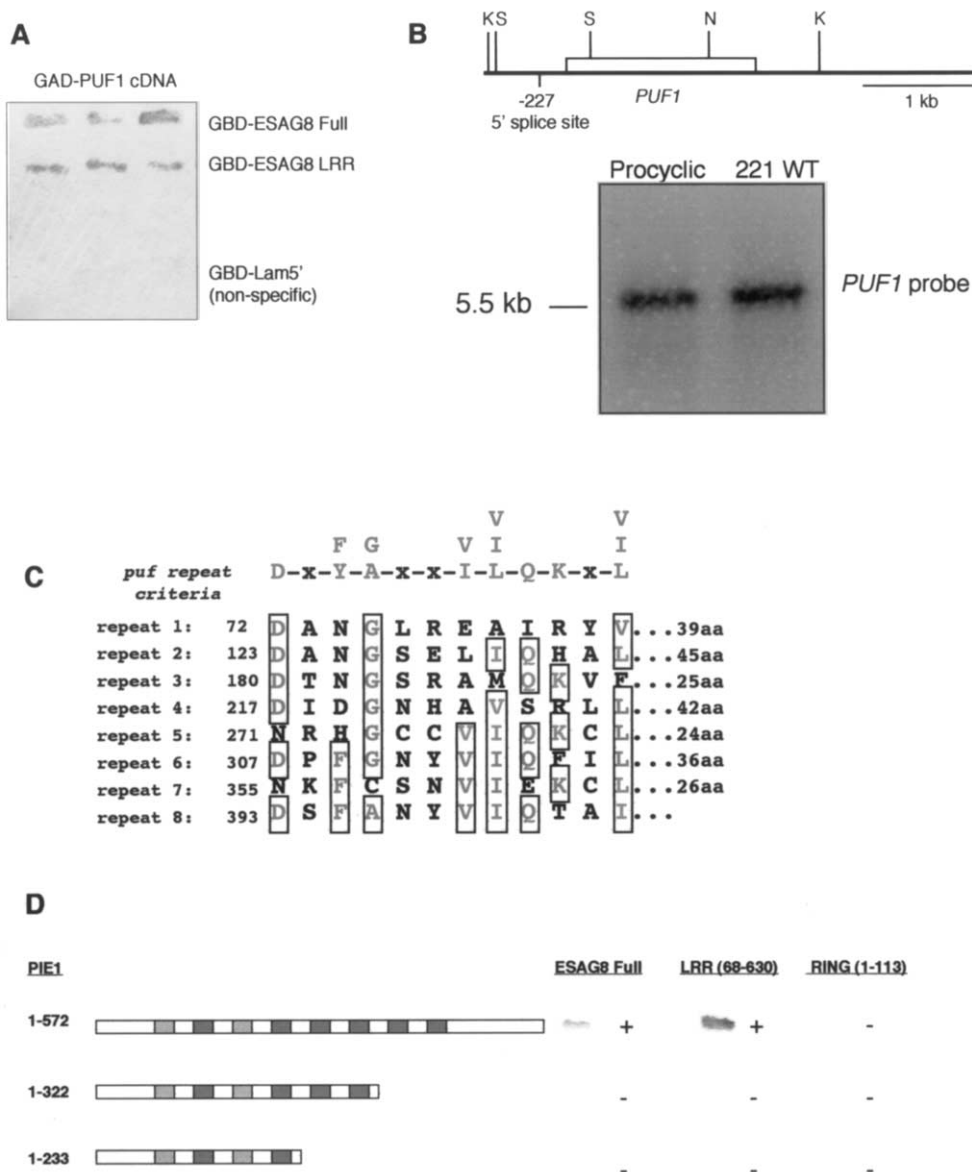 A
GAD-PUF1 cDNA
GBD-ESAG8 Full
GBD-ESAG8 LRR
GBD-Lam5'
(non-specific)
B
K S S N K
-227
5' splice site
PUF1
1 kb
Procyclic 221 WT
5.5 kb
PUF1 probe
C
V V
F G V I I
puf repeat criteria
D-x-Y-A-x-x-I-L-Q-K-x-L
repeat 1: 72 D A N G L R E A I R Y V...39aa
repeat 2: 123 D A N G S E L I Q H A L...45aa
repeat 3: 180 D T N G S R A M Q K V F...25aa
repeat 4: 217 D I D G N H A V S R L L...42aa
repeat 5: 271 N R H G C C V I Q K C L...24aa
repeat 6: 307 D P F G N Y V I Q F I L...36aa
repeat 7: 355 N K F C S N V I E K C L...26aa
repeat 8: 393 D S F A N Y V I Q T A I...
D
PIE1 ESAG8 Full LRR (68-630) RING (1-113)
1-572 + + -
1-322 - - -
1-233 - - -